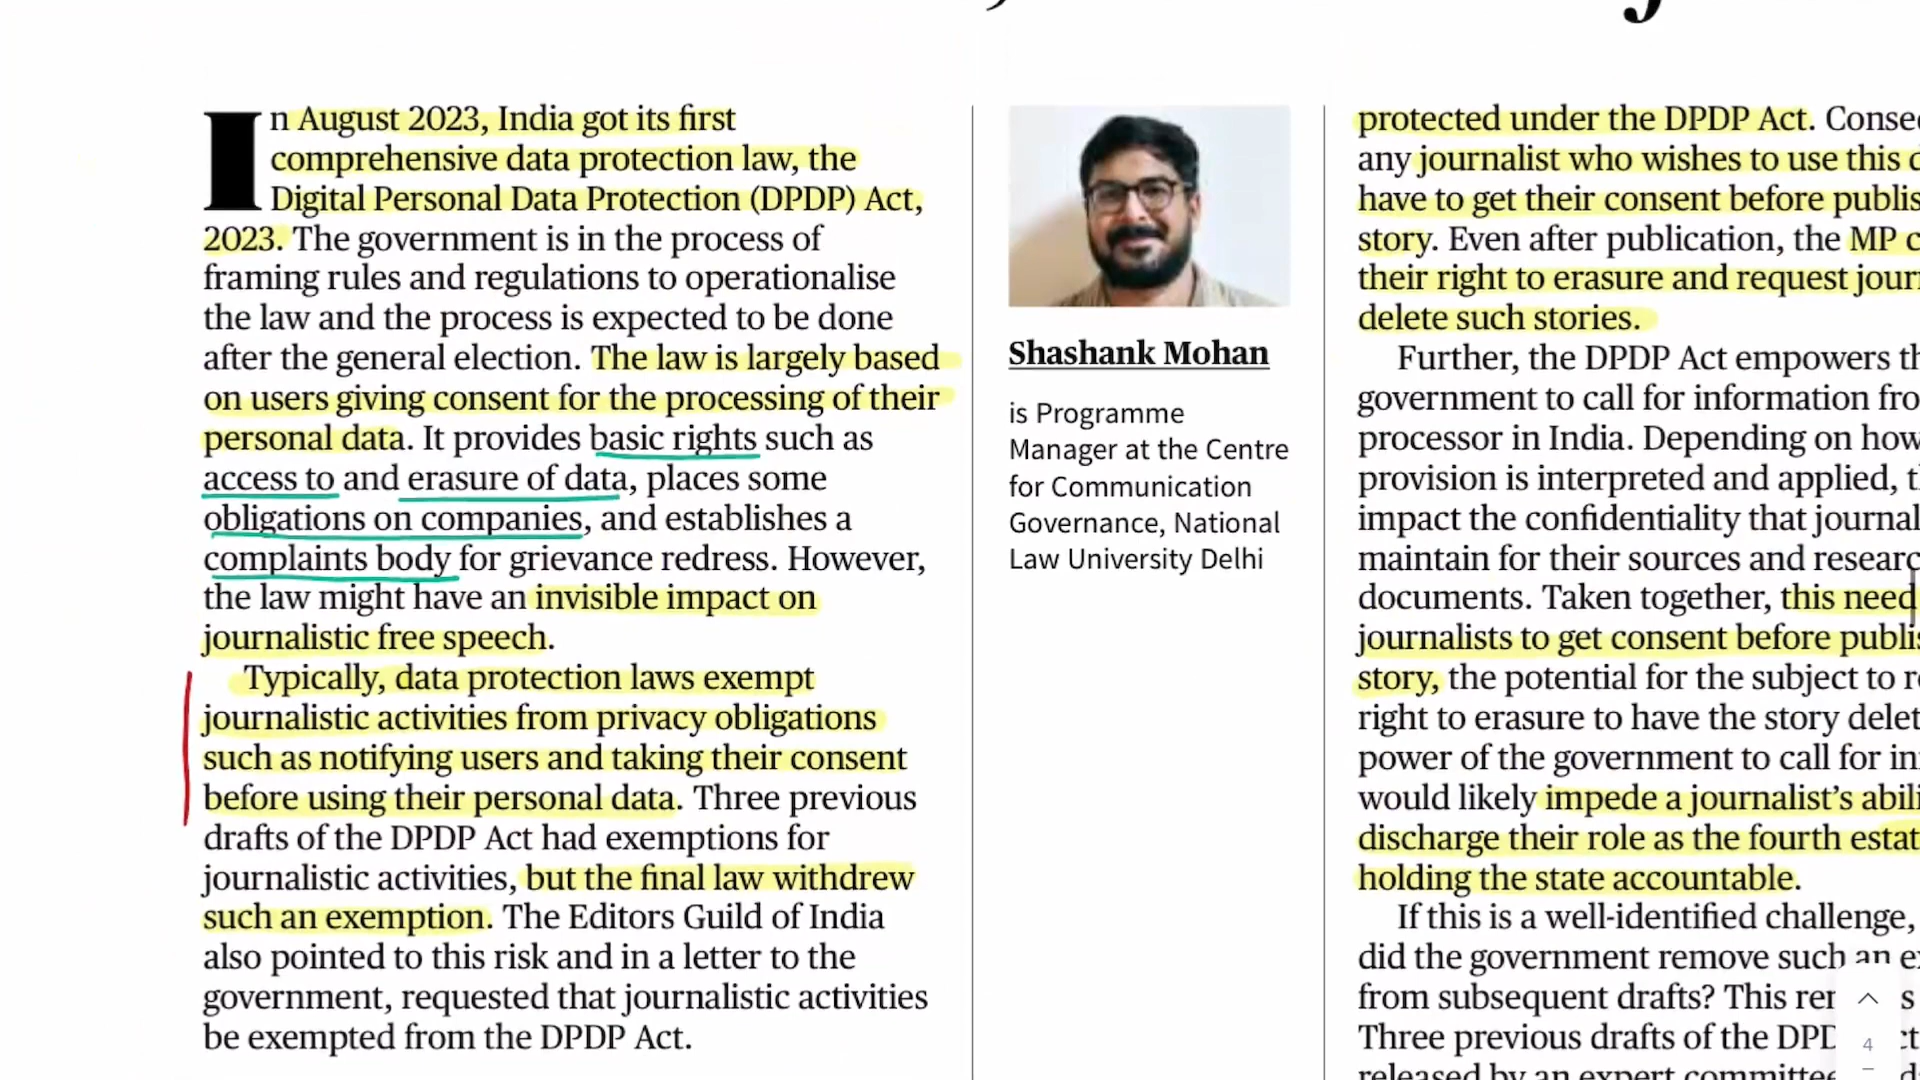 In August 2023, India got its first
comprehensive data protection law, the
Digital Personal Data Protection (DPDP) Act,
2023. The government is in the process of
framing rules and regulations to operationalise
the law and the process is expected to be done
after the general election. The law is largely based
on users giving consent for the processing of their
personal data. It provides basic rights such as
access to and erasure of data, places some
obligations on companies, and establishes a
complaints body for grievance redress. However,
the law might have an invisible impact on
journalistic free speech.
Typically, data protection laws exempt
journalistic activities from privacy obligations
such as notifying users and taking their consent
before using their personal data. Three previous
drafts of the DPDP Act had exemptions for
journalistic activities, but the final law withdrew
such an exemption. The Editors Guild of India
also pointed to this risk and in a letter to the
government, requested that journalistic activities
be exempted from the DPDP Act.
Shashank Mohan
is Programme
Manager at the Centre
for Communication
Governance, National
Law University Delhi
protected under the DPDP Act.
any journalist who wishes to use this
have to get their consent before
story. Even after publication, the MP
their right to erasure and request
delete such stories.
Further, the DPDP Act empowers
government to call for information
processor in India. Depending on how
provision is interpreted and applied,
impact the confidentiality that
maintain for their sources and
documents. Taken together, this need
journalists to get consent before
story, the potential for the subject to
right to erasure to have the story
power of the government to call for
would likely impede a journalist's
discharge their role as the fourth
holding the state accountable.
If this is a well-identified challenge,
did the government remove such an
from subsequent drafts? This
Three previous drafts of the
released by an expert committee
4